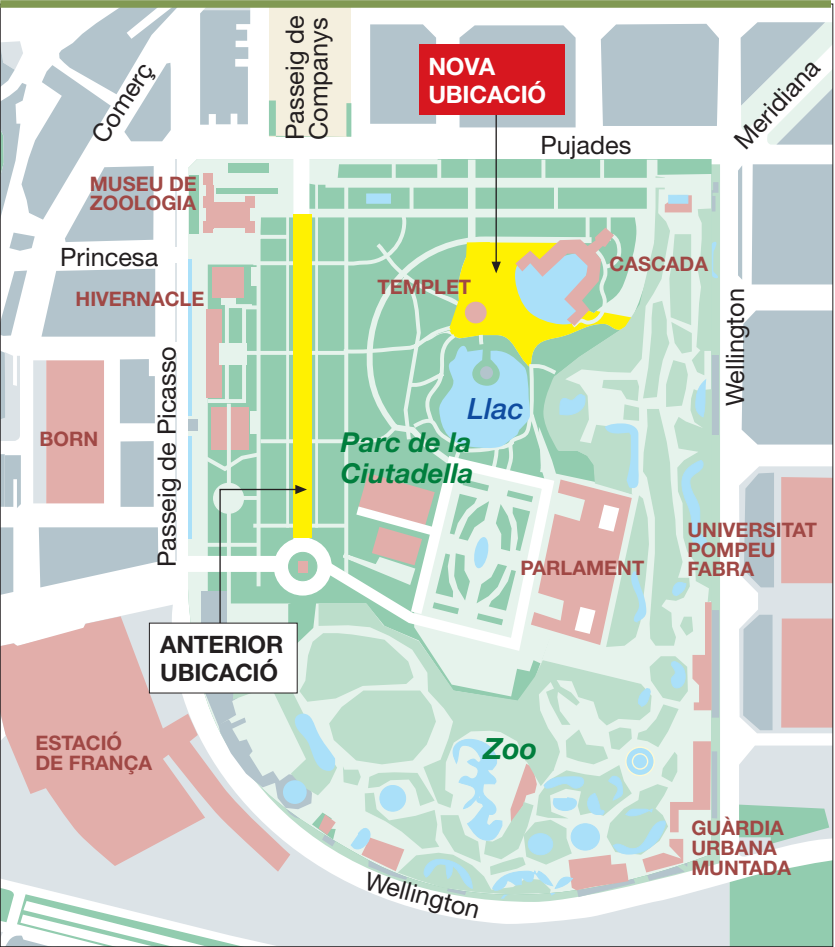 Comerç
Passeig de
Companys
NOVA
UBICACIÓ
Meridiana
Pujades
MUSEU DE
ZOOLOGIA
Princesa
HIVERNACLE
TEMPLET
CASCADA
Wellington
Passeig de Picasso
BORN
Llac
Parc de la
Ciutadella
PARLAMENT
UNIVERSITAT
POMPEU
FABRA
ANTERIOR
UBICACIÓ
ESTACIÓ
DE FRANÇA
Zoo
GUÀRDIA
URBANA
MUNTADA
Wellington